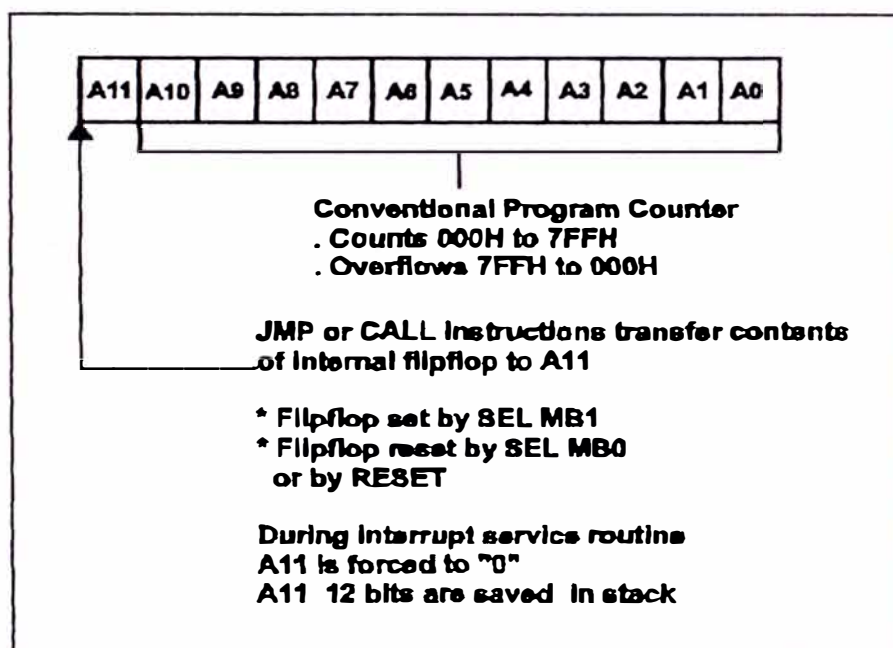 A11 A10 A9 A8 A7 A6 A5 A4 A3 A2 A1 A0
Conventional Program Counter
. Counts 000H to 7FFH
. Overflows 7FFH to 000H
JMP or CALL Instructions transfer contents
of Internal flipflop to A11
* Flipflop set by SEL MB1
* Flipflop reset by SEL MB0
or by RESET
During Interrupt service routine
A11 is forced to "0"
A11 12 bits are saved in stack